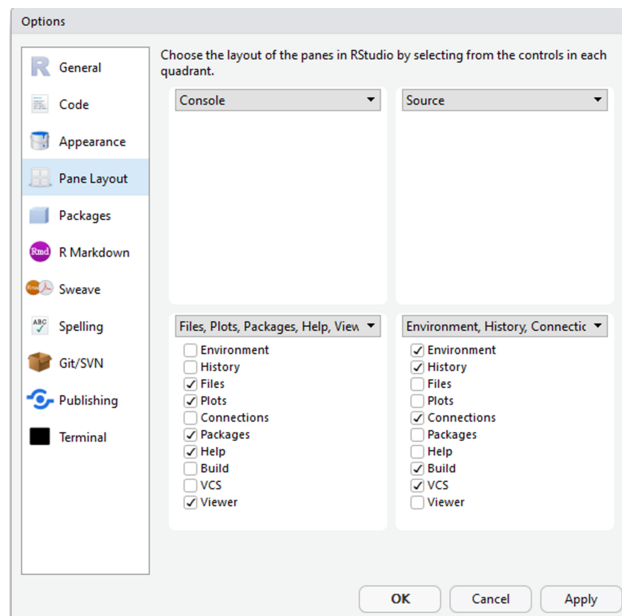 Options
General
Code
Appearance
Pane Layout
Packages
Rmd
R Markdown
Sweave
ABC
Spelling
Git/SVN
Publishing
Terminal
Choose the layout of the panes in RStudio by selecting from the controls in each
quadrant.
Console
Source
Files, Plots, Packages, Help, View
Environment
History
Files
Plots
Connections
Packages
Help
Build
VCS
Viewer
Environment, History, Connectic
Environment
History
Files
Plots
Connections
Packages
Help
Build
VCS
Viewer
OK
Cancel
Apply